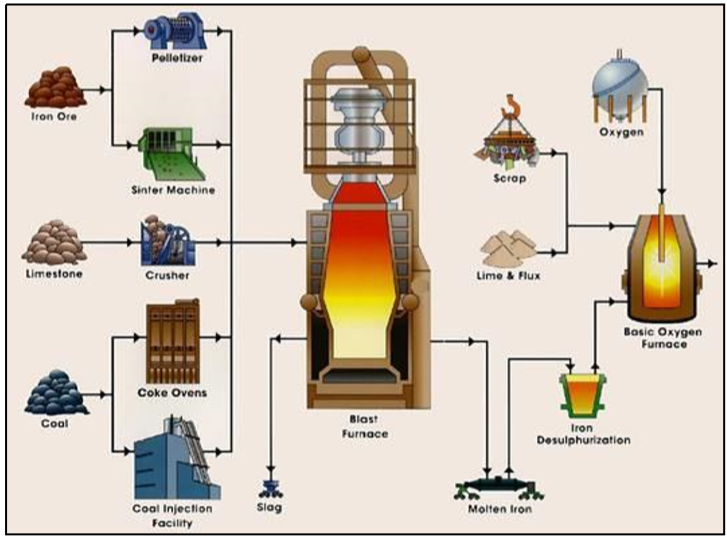 Pelletizer
Iron Ore
Sinter Machine
Limestone
Crusher
Coke Ovens
Coal
Coal Injection
Facility
Blast
Furnace
Slag
Molten Iron
Scrap
Oxygen
Lime & Flux
Basic Oxygen
Furnace
Iron
Desulphurization